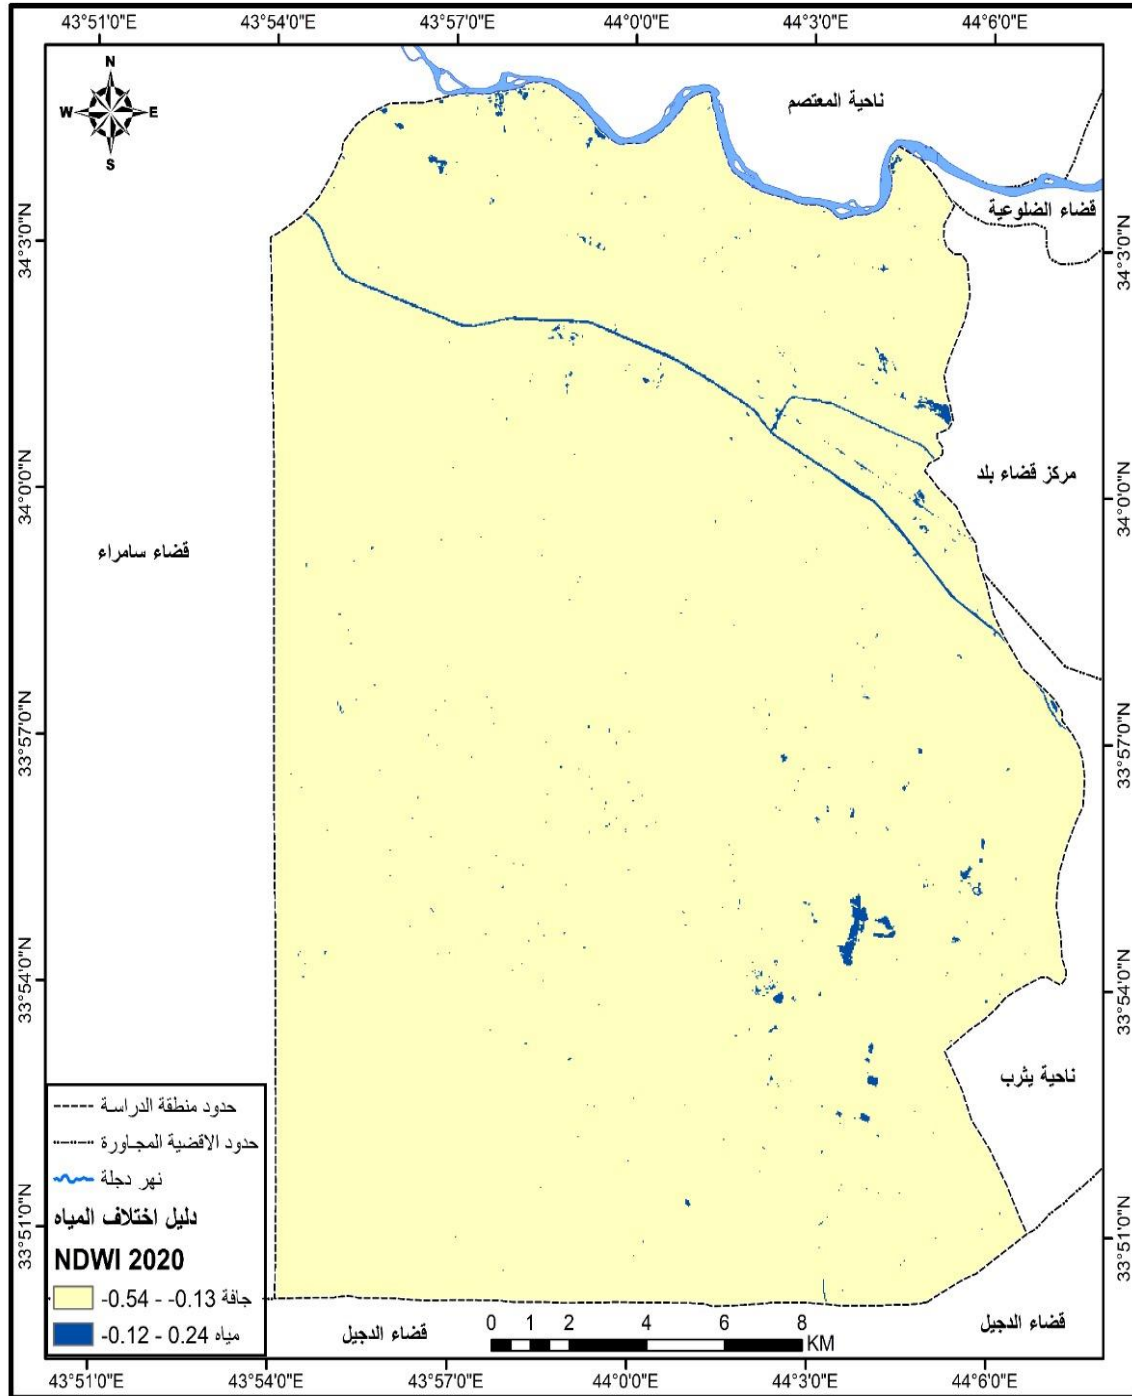 43°51'0"E 43°54'0"E 43°57'0"E 44°0'0"E 44°3'0"E 44°6'0"E
N
W E
S
ناحية المعتصم
قضاء الضلوعية
34°3'0"N
34°3'0"N
مركز قضاء بلد
34°0'0"N
34°0'0"N
قضاء سامراء
33°57'0"N
33°57'0"N
33°54'0"N
33°54'0"N
ناحية يثرب
حدود منطقة الدراسة
حدود الاقضية المجاورة
نهر دجلة
33°51'0"N
33°51'0"N
دليل اختلاف المياه
NDWI 2020
-0.54 - -0.13 جافة
-0.12 - 0.24 مياه
0 1 2 4 6 8
KM
قضاء الدجيل
قضاء الدجيل
43°51'0"E 43°54'0"E 43°57'0"E 44°0'0"E 44°3'0"E 44°6'0"E